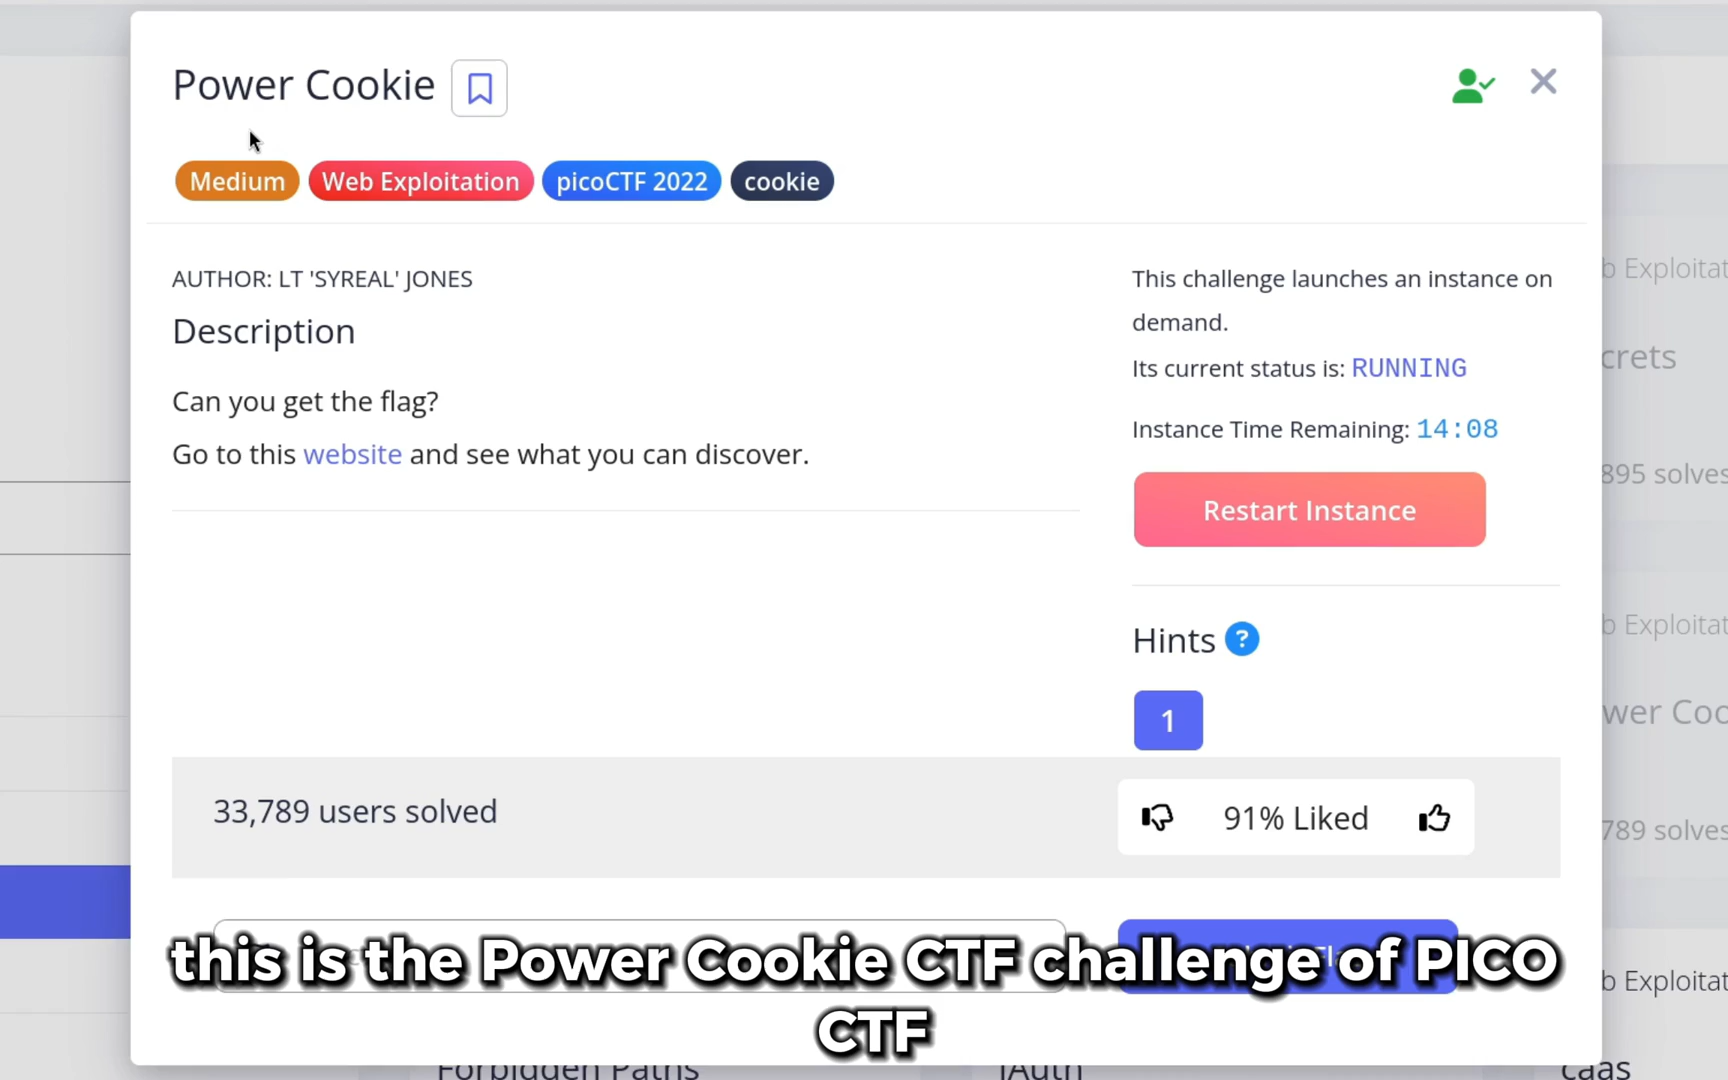 Power Cookie
Medium Web Exploitation picoCTF 2022 cookie
AUTHOR: LT 'SYREAL' JONES
Description
Can you get the flag?
Go to this website and see what you can discover.
This challenge launches an instance on
demand.
Its current status is: RUNNING
Instance Time Remaining: 14:08
Restart Instance
Hints ?
1
33,789 users solved
91% Liked
this is the Power Cookie CTF challenge of PICO
CTF
b Exploitat
crets
895 solves
b Exploitat
wer Coo
789 solves
b Exploitat
Forbidden Paths
JAuth
caas